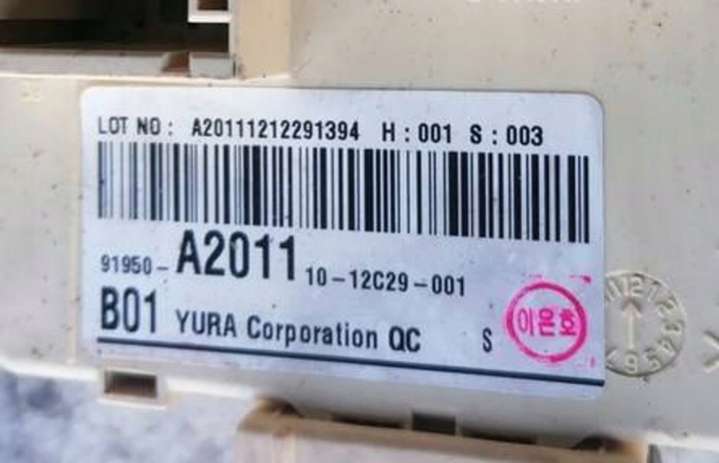 LOT NO : A20111212291394 H : 001 S : 003
91950-A2011 10-12C29-001
B01 YURA Corporation QC S
이은호